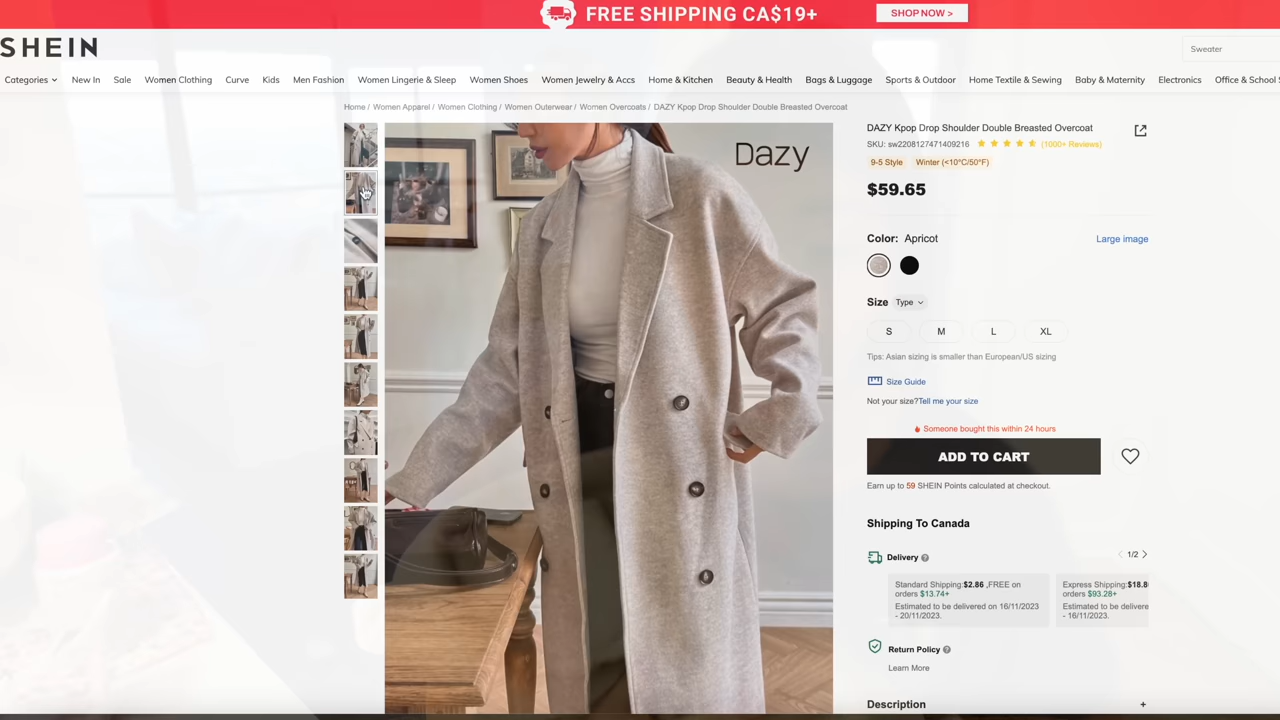 FREE SHIPPING CA$19+
SHOP NOW >
SHEIN
Sweater
Categories New In Sale Women Clothing Curve Kids Men Fashion Women Lingerie & Sleep Women Shoes Women Jewelry & Accs Home & Kitchen Beauty & Health Bags & Luggage Sports & Outdoor Home Textile & Sewing Baby & Maternity Electronics Office & School
Home / Women Apparel / Women Clothing / Women Outerwear / Women Overcoats / DAZY Kpop Drop Shoulder Double Breasted Overcoat
Dazy
DAZY Kpop Drop Shoulder Double Breasted Overcoat
SKU: sw2208127471409216 (1000+ Reviews)
9-5 Style Winter (<10°C/50°F)
$59.65
Color: Apricot Large image
Size Type
S M L XL
Tips: Asian sizing is smaller than European/US sizing
Size Guide
Not your size?Tell me your size
Someone bought this within 24 hours
ADD TO CART
Earn up to 59 SHEIN Points calculated at checkout.
Shipping To Canada
Delivery ? 1/2
Standard Shipping:$2.86 ,FREE on
orders $13.74+
Estimated to be delivered on 16/11/2023
- 20/11/2023.
Express Shipping:$18.8
orders $93.28+
Estimated to be delivere
- 16/11/2023.
Return Policy ?
Learn More
Description +